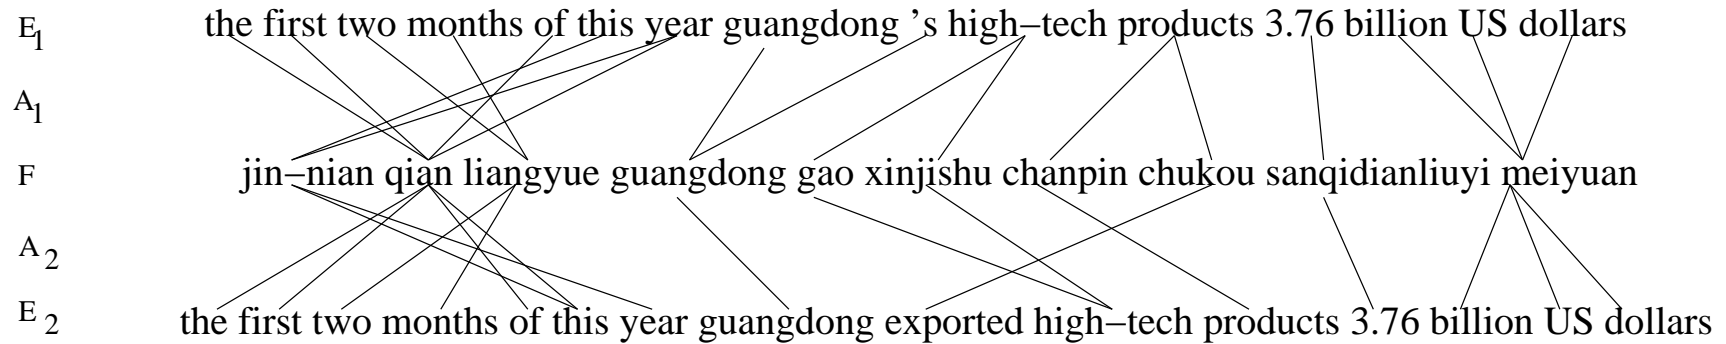 E1 the first two months of this year guangdong 's high-tech products 3.76 billion US dollars
A1
F jin-nian qian liangyue guangdong gao xinjishu chanpin chukou sanqidianliuyi meiyuan
A2
E2 the first two months of this year guangdong exported high-tech products 3.76 billion US dollars